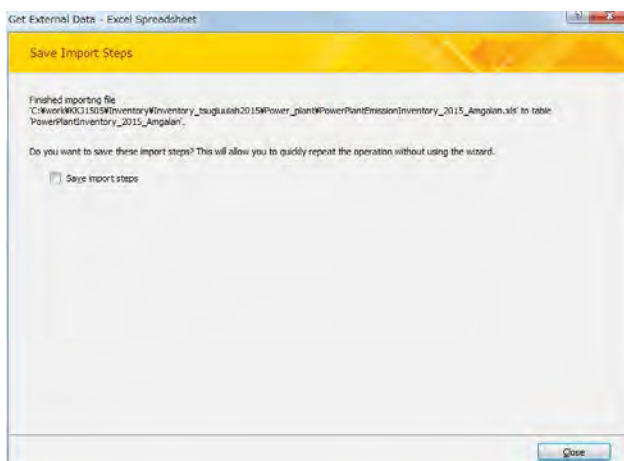 Get External Data - Excel Spreadsheet
Save Import Steps
Finished importing file
'C:¥work¥KK31505¥Inventory¥Inventory_tsugluulah2015¥Power_plant¥PowerPlantEmissionInventory_2015_Amgalan.xls' to table
'PowerPlantInventory_2015_Amgalan'.
Do you want to save these import steps? This will allow you to quickly repeat the operation without using the wizard.
Save import steps
Close